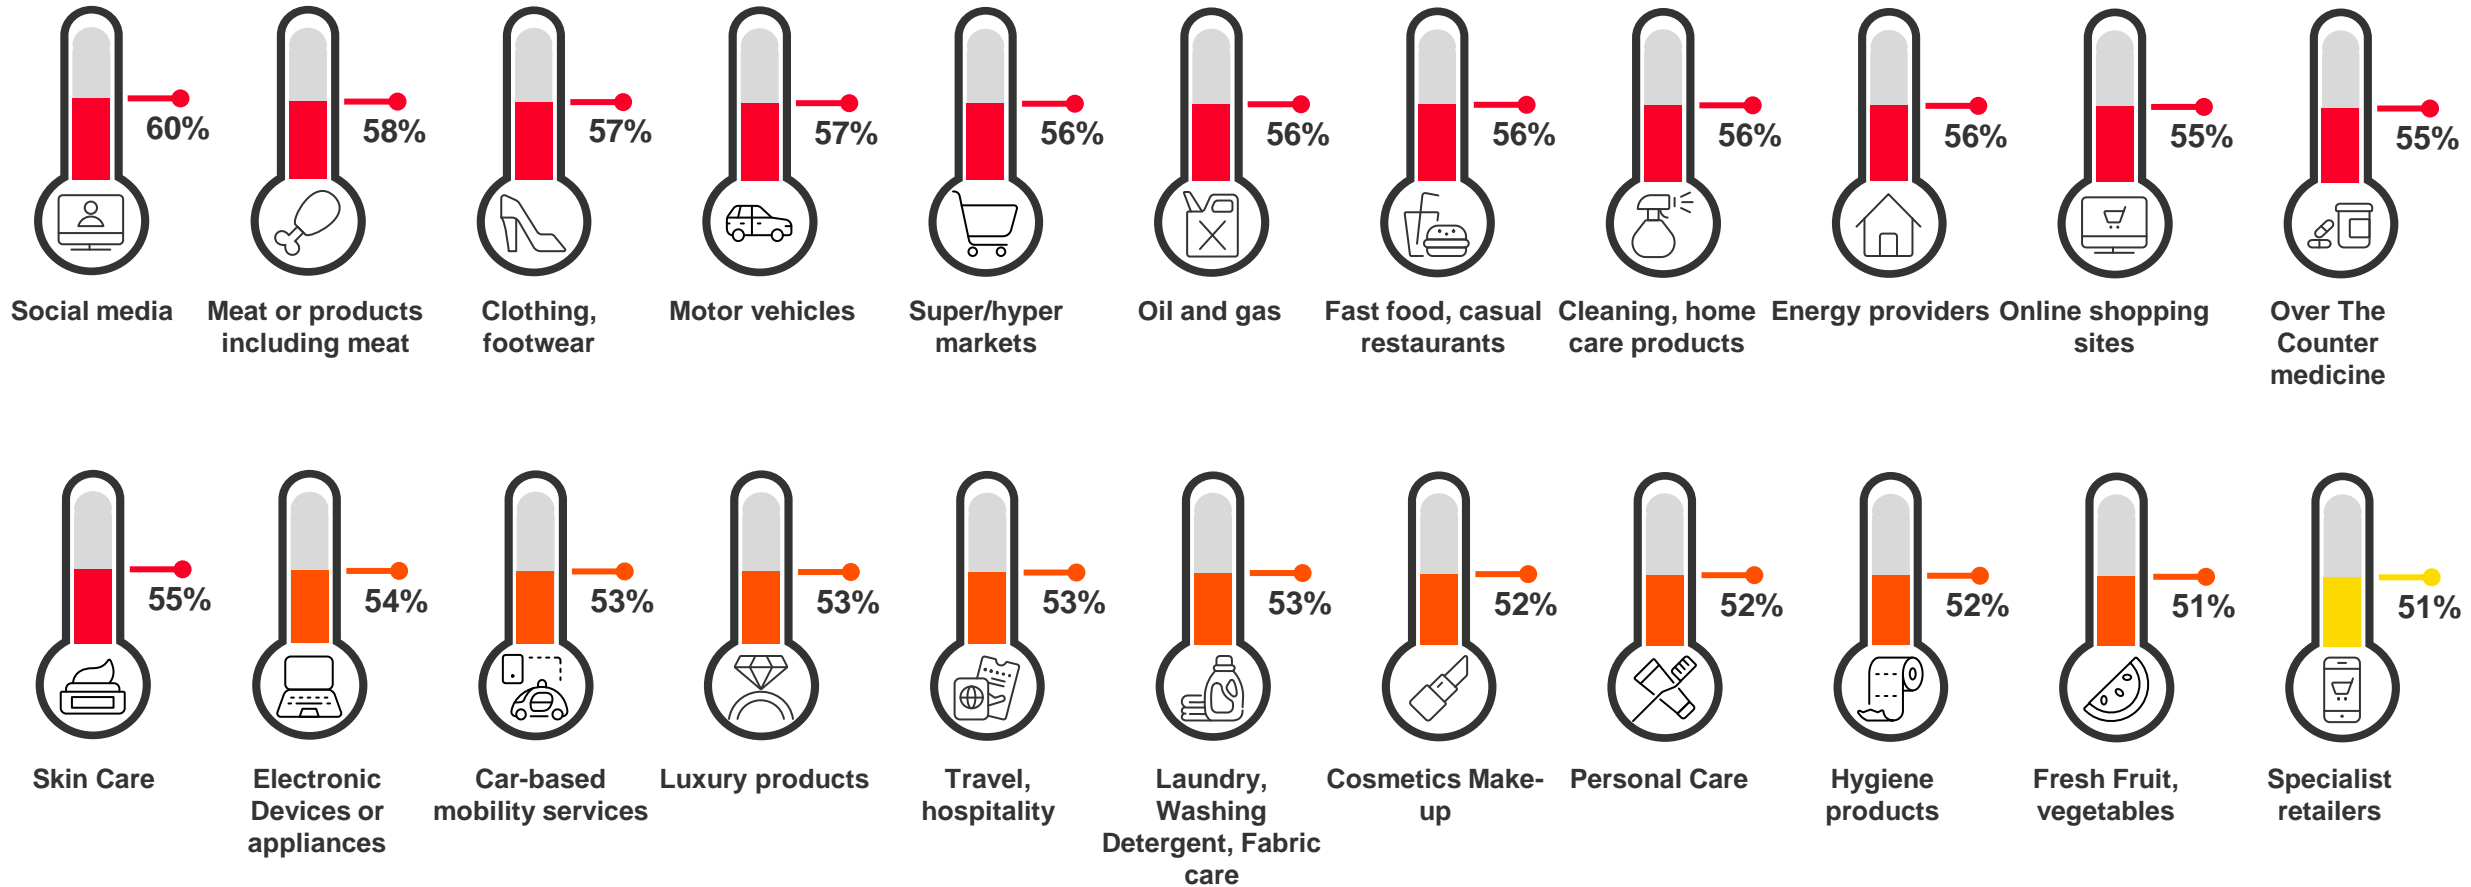 60%
58%
57%
57%
56%
56%
56%
56%
56%
55%
55%
Social media
Meat or products
including meat
Clothing,
footwear
Motor vehicles
Super/hyper
markets
Oil and gas
Fast food, casual
restaurants
Cleaning, home
care products
Energy providers
Online shopping
sites
Over The
Counter
medicine
55%
54%
53%
53%
53%
53%
52%
52%
52%
51%
51%
Skin Care
Electronic
Devices or
appliances
Car-based
mobility services
Luxury products
Travel,
hospitality
Laundry,
Washing
Detergent, Fabric
care
Cosmetics Make-
up
Personal Care
Hygiene
products
Fresh Fruit,
vegetables
Specialist
retailers